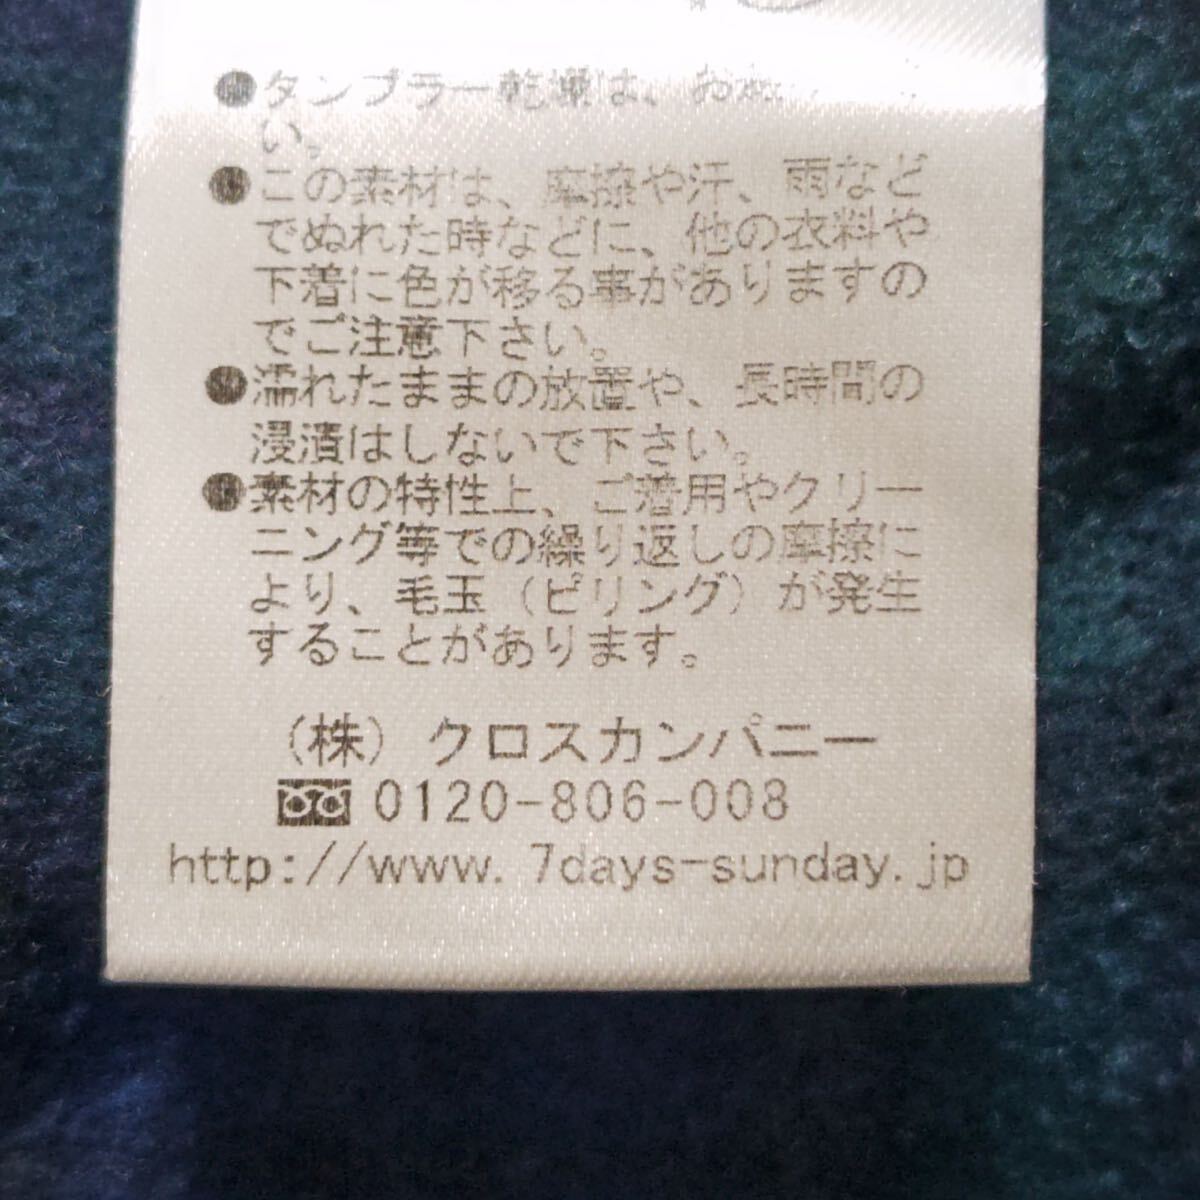 ●タンブラー乾燥は、お
い。
●この素材は、摩擦や汗、雨など
でぬれた時などに、他の衣料や
下着に色が移る事がありますの
でご注意下さい。
●濡れたままの放置や、長時間の
浸漬はしないで下さい。
●素材の特性上、ご着用やクリー
ニング等での繰り返しの摩擦に
より、毛玉(ピリング)が発生
することがあります。
(株)クロスカンパニー
0120-806-008
http://www.7days-sunday.jp